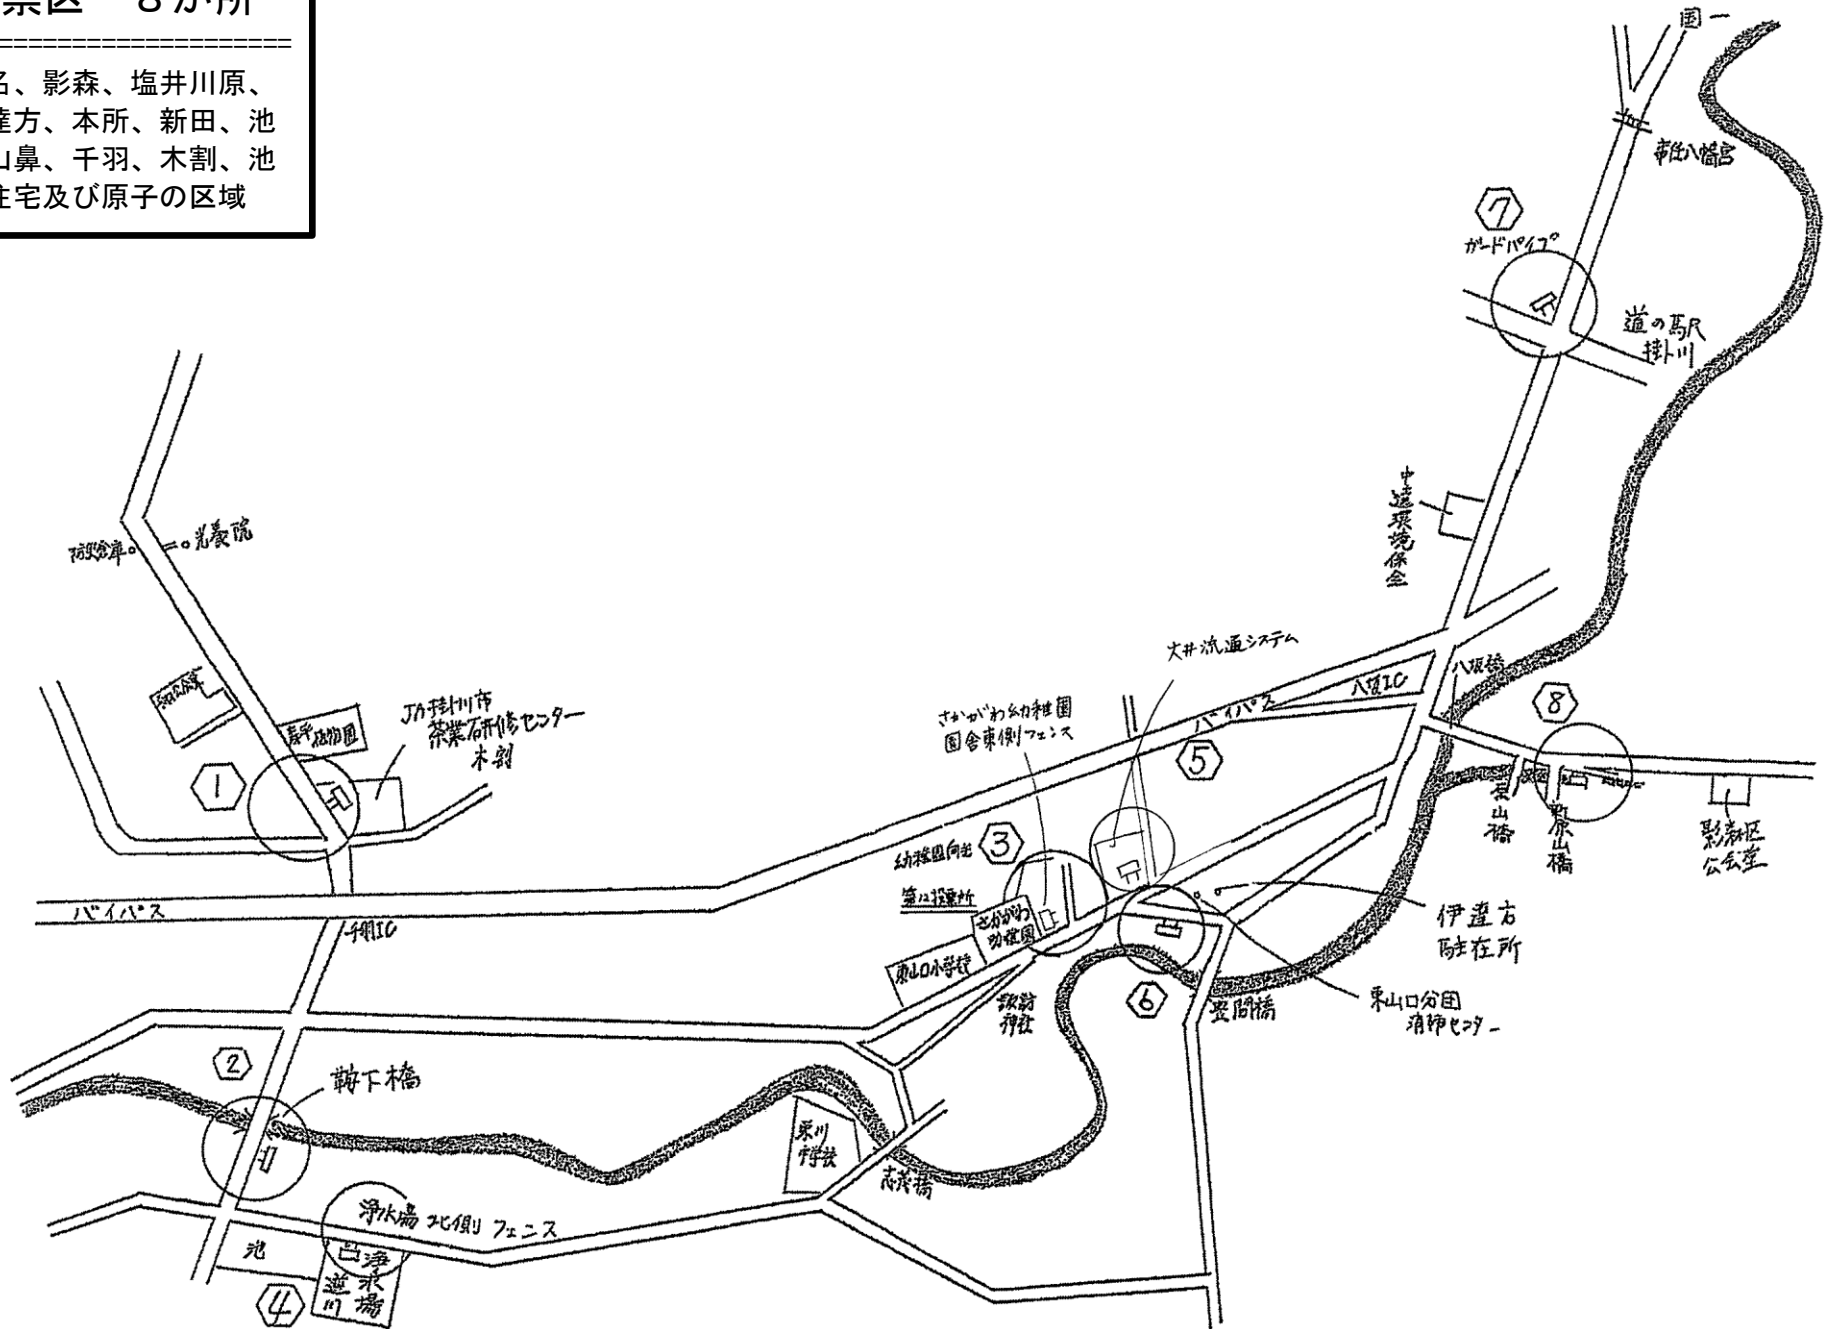 票区 8か所
名、影森、塩井川原、
達方、本所、新田、池
山鼻、千羽、木割、池
住宅及び原子の区域
国一
事任八幡宮
7
ガードパイプ
道の駅
掛川
中遠環境保全
防災倉庫
光養院
大井流通システム
八坂橋
八坂IC
バイパス
8
JA掛川市
茶業研修センター
木割
さかがわ幼稚園
園舎東側フェンス
5
1
幼稚園向き
3
第12投票所
さかがわ
幼稚園
新原山橋
影森区
公会堂
バイパス
千羽IC
東山口小学校
伊達方
駐在所
諏訪
神社
6
東山口分団
消防センター
2
鞍下橋
東中学校
志茂橋
浄水場北側フェンス
池
逆川
浄水場
4